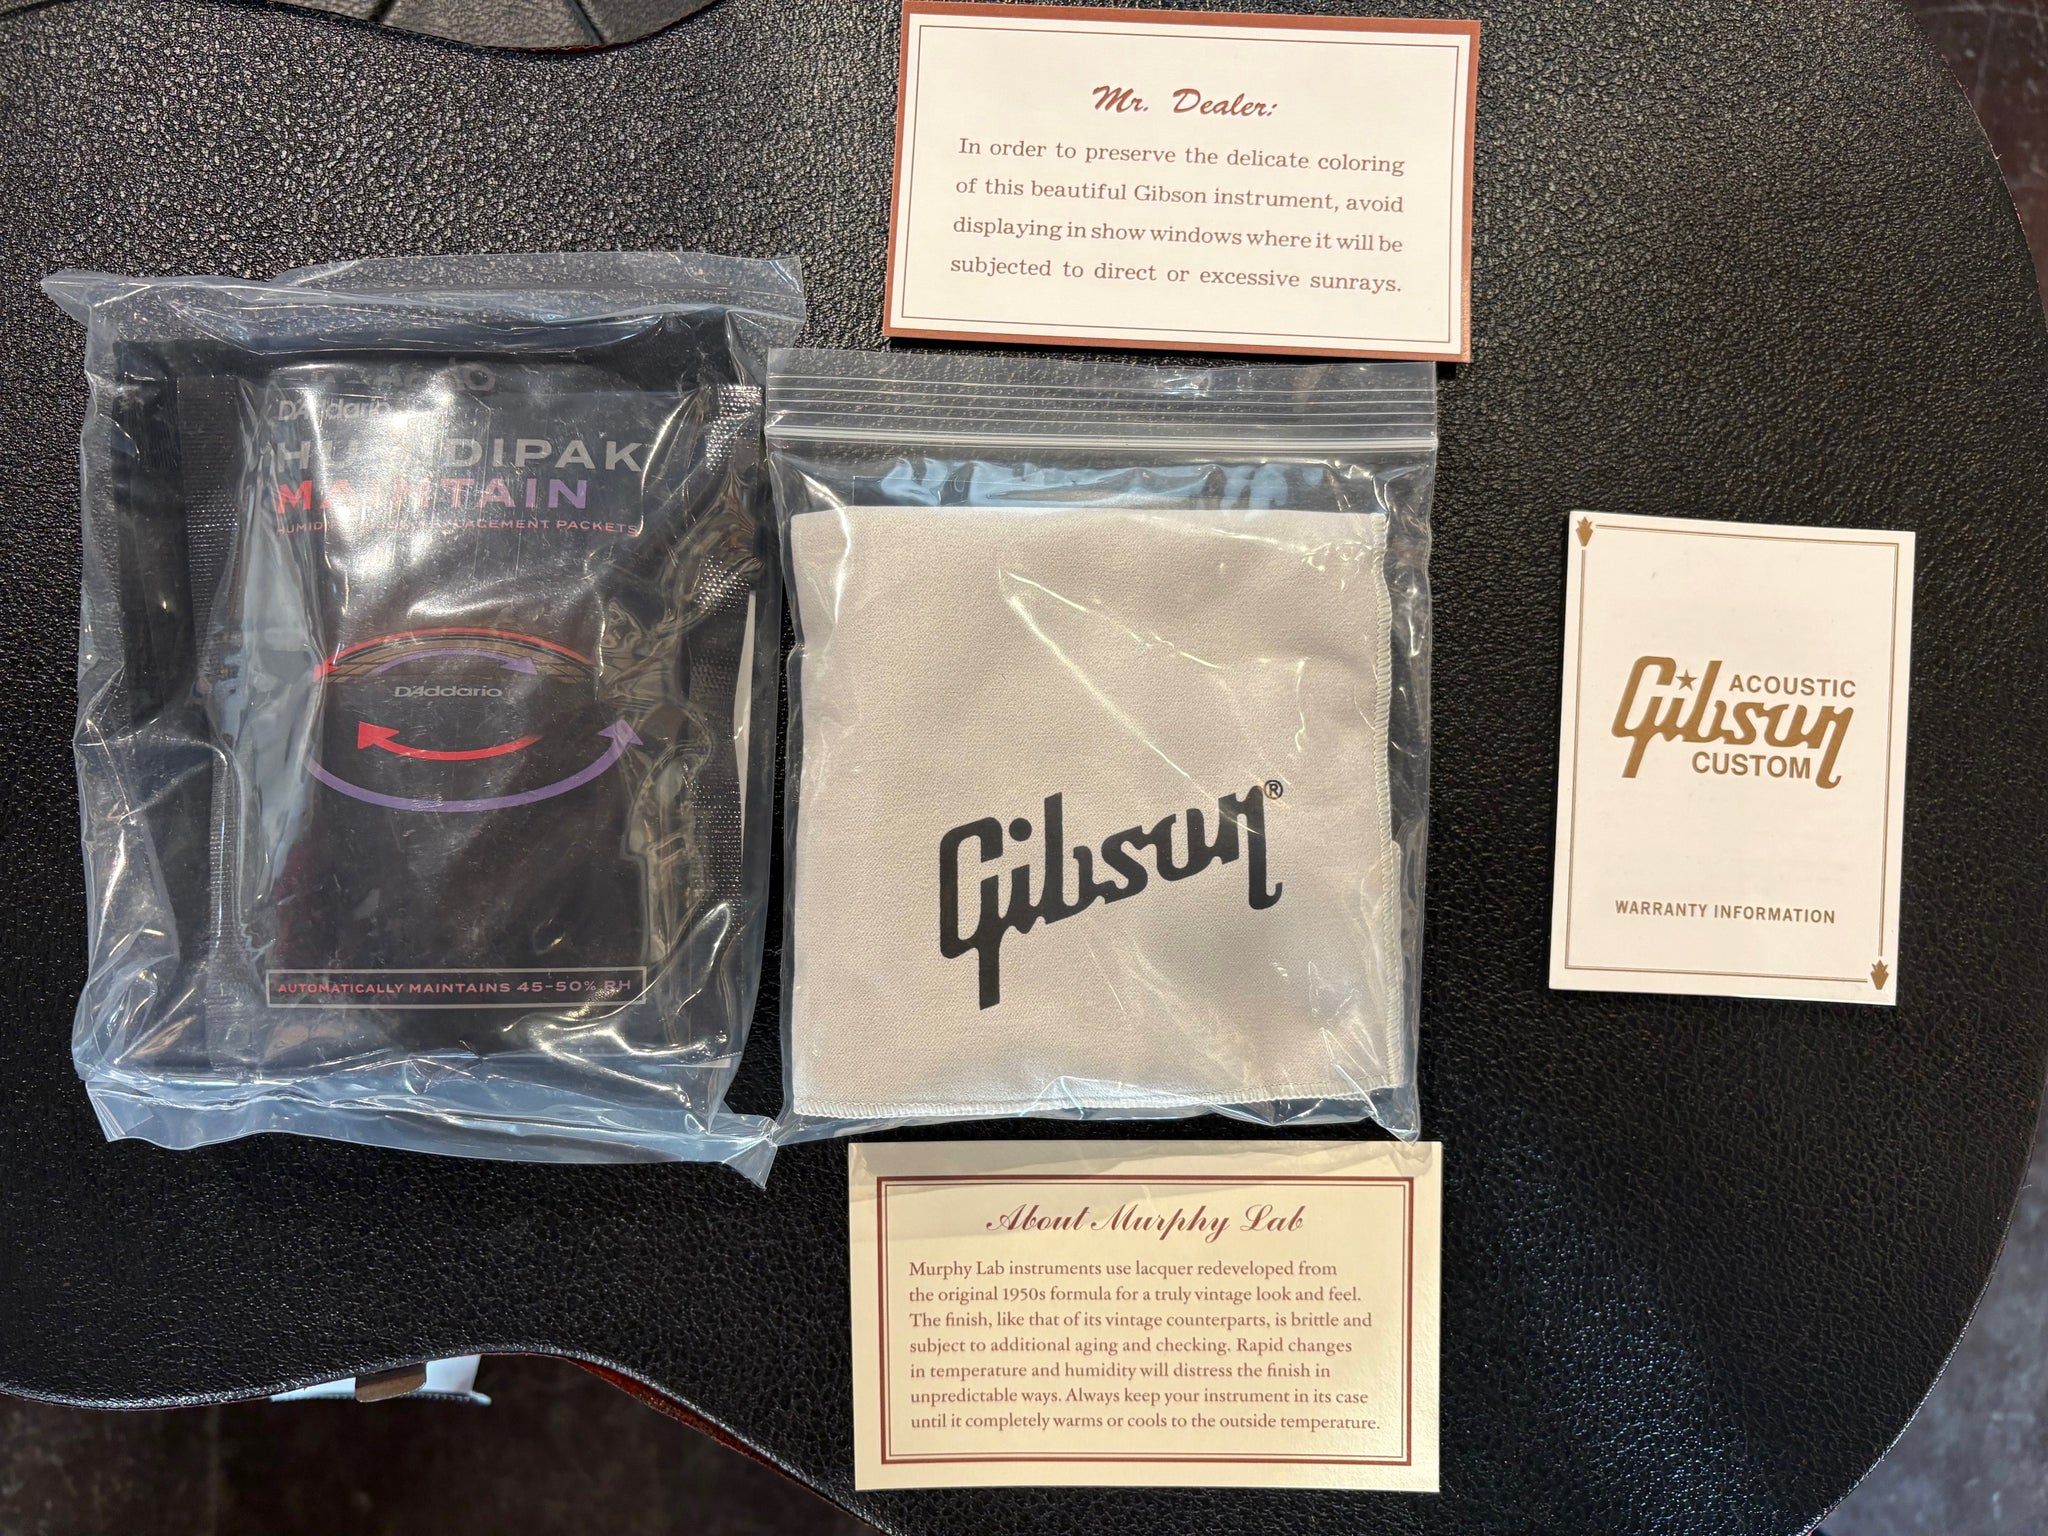 Mr. Dealer:
In order to preserve the delicate coloring
of this beautiful Gibson instrument, avoid
displaying in show windows where it will be
subjected to direct or excessive sunrays.
D'Addario
HUMIDIPAK
MAINTAIN
REPLACEMENT PACKETS
D'Addario
AUTOMATICALLY MAINTAINS 45-50% RH
Gibson®
ACOUSTIC
Gibson
CUSTOM
WARRANTY INFORMATION
About Murphy Lab
Murphy Lab instruments use lacquer redeveloped from
the original 1950s formula for a truly vintage look and feel.
The finish, like that of its vintage counterparts, is brittle and
subject to additional aging and checking. Rapid changes
in temperature and humidity will distress the finish in
unpredictable ways. Always keep your instrument in its case
until it completely warms or cools to the outside temperature.